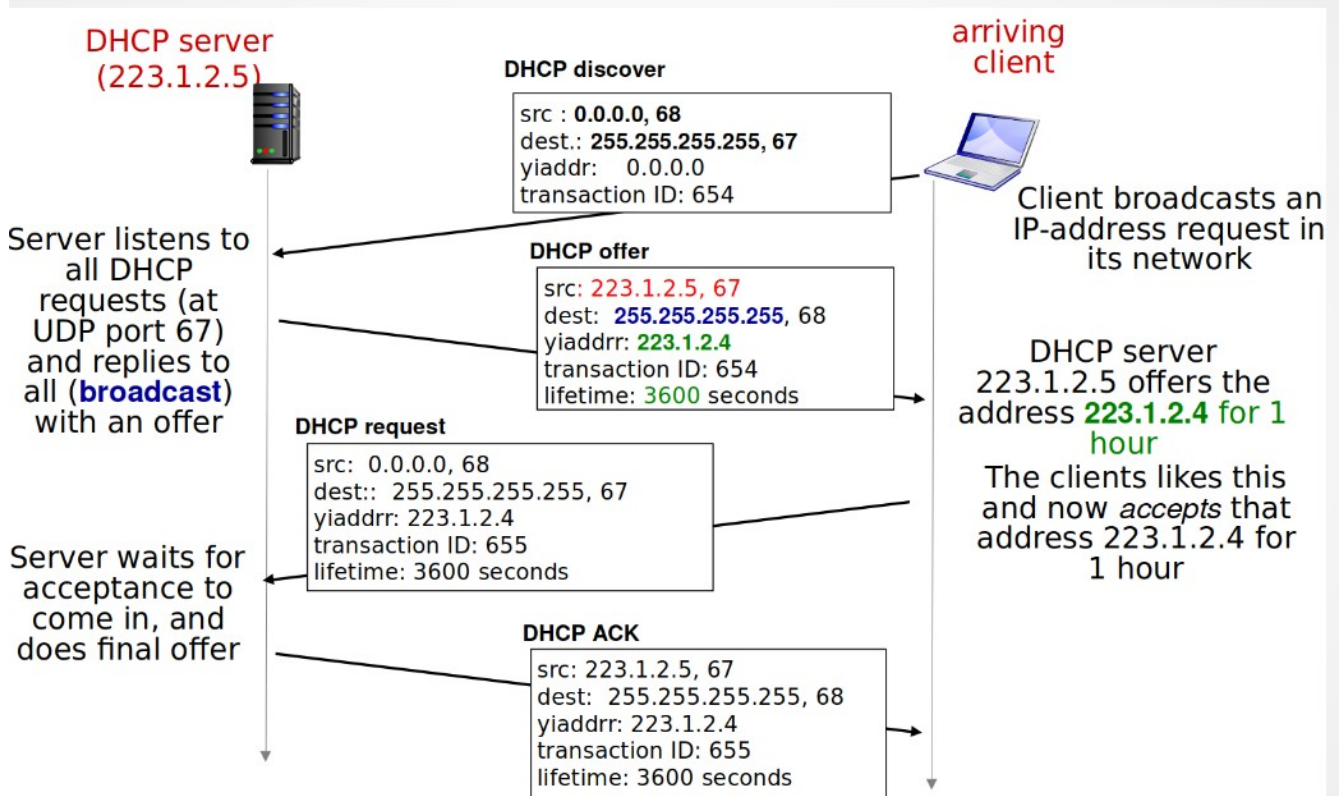 DHCP server
(223.1.2.5)
arriving
client
DHCP discover
src : 0.0.0.0, 68
dest.: 255.255.255.255, 67
yiaddr: 0.0.0.0
transaction ID: 654
Client broadcasts an
IP-address request in
its network
Server listens to
all DHCP
requests (at
UDP port 67)
and replies to
all (broadcast)
with an offer
DHCP offer
src: 223.1.2.5, 67
dest: 255.255.255.255, 68
yiaddrr: 223.1.2.4
transaction ID: 654
lifetime: 3600 seconds
DHCP server
223.1.2.5 offers the
address 223.1.2.4 for 1
hour
The clients likes this
and now accepts that
address 223.1.2.4 for
1 hour
DHCP request
src: 0.0.0.0, 68
dest:: 255.255.255.255, 67
yiaddrr: 223.1.2.4
transaction ID: 655
lifetime: 3600 seconds
Server waits for
acceptance to
come in, and
does final offer
DHCP ACK
src: 223.1.2.5, 67
dest: 255.255.255.255, 68
yiaddrr: 223.1.2.4
transaction ID: 655
lifetime: 3600 seconds